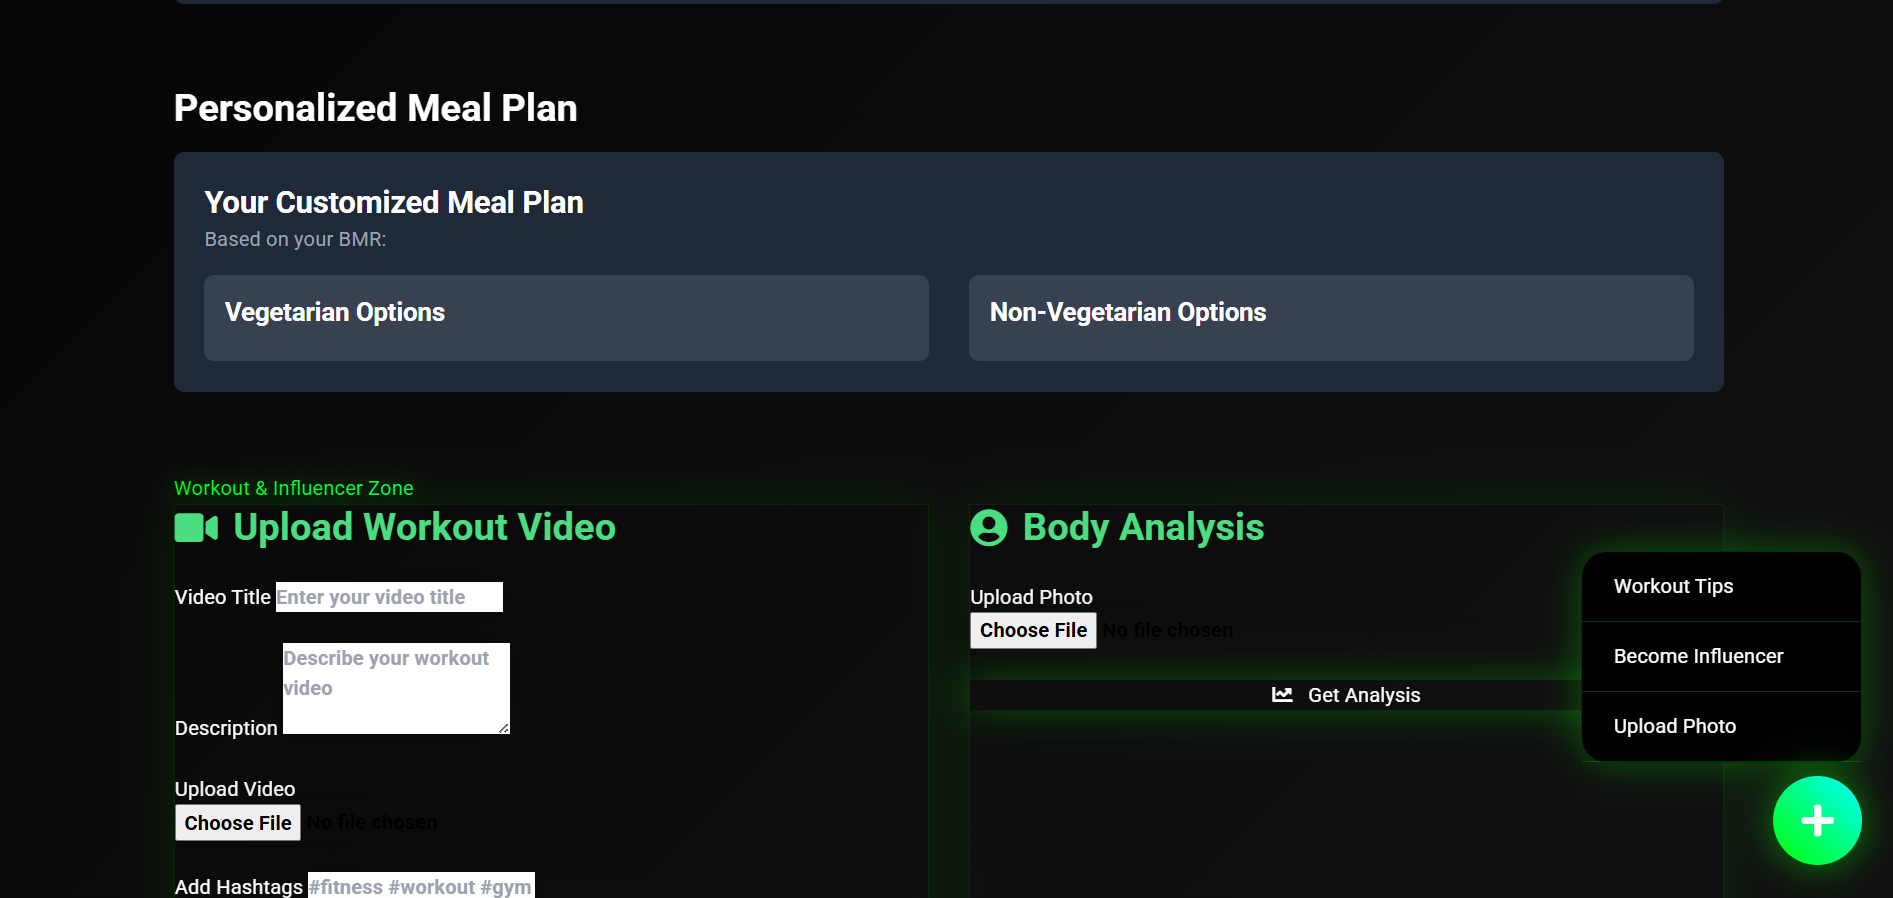 Personalized Meal Plan
Your Customized Meal Plan
Based on your BMR:
Vegetarian Options
Non-Vegetarian Options
Workout & Influencer Zone
Upload Workout Video
Video Title Enter your video title
Describe your workout
video
Description
Upload Video
Choose File No file chosen
Add Hashtags #fitness #workout #gym
Body Analysis
Upload Photo
Choose File No file chosen
Get Analysis
Workout Tips
Become Influencer
Upload Photo